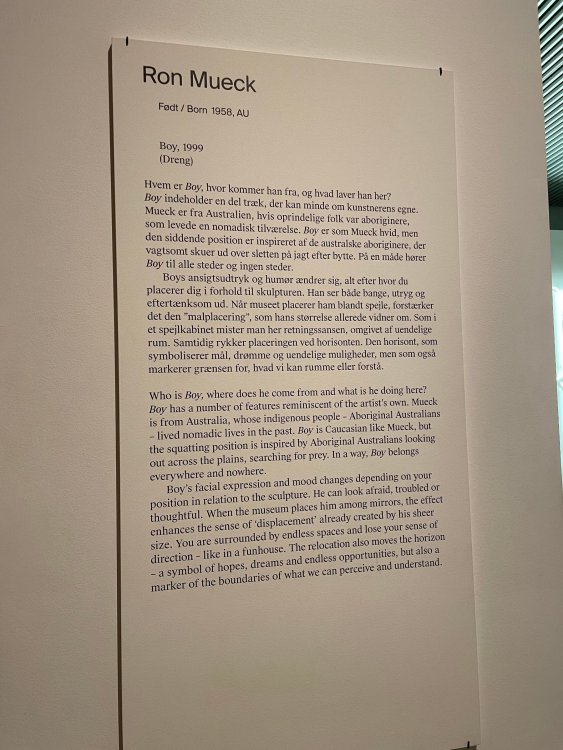 Ron Mueck
Født / Born 1958, AU
Boy, 1999
(Dreng)
Hvem er Boy, hvor kommer han fra, og hvad laver han her?
Boy indeholder en del træk, der kan minde om kunstnerens egne.
Mueck er fra Australien, hvis oprindelige folk var aboriginere,
som levede en nomadisk tilværelse. Boy er som Mueck hvid, men
den siddende position er inspireret af de australske aboriginere, der
vagtsomt skuer ud over sletten på jagt efter bytte. På en måde hører
Boy til alle steder og ingen steder.
Boys ansigtsudtryk og humør ændrer sig, alt efter hvor du
placerer dig i forhold til skulpturen. Han ser både bange, utryg og
eftertænksom ud. Når museet placerer ham blandt spejle, forstærker
det den "malplacering", som hans størrelse allerede vidner om. Som i
et spejlkabinet mister man her retningssansen, omgivet af uendelige
rum. Samtidig rykker placeringen ved horisonten. Den horisont, som
symboliserer mål, drømme og uendelige muligheder, men som også
markerer grænsen for, hvad vi kan rumme eller forstå.
Who is Boy, where does he come from and what is he doing here?
Boy has a number of features reminiscent of the artist's own. Mueck
is from Australia, whose indigenous people – Aboriginal Australians
– lived nomadic lives in the past. Boy is Caucasian like Mueck, but
the squatting position is inspired by Aboriginal Australians looking
out across the plains, searching for prey. In a way, Boy belongs
everywhere and nowhere.
Boy's facial expression and mood changes depending on your
position in relation to the sculpture. He can look afraid, troubled or
thoughtful. When the museum places him among mirrors, the effect
enhances the sense of 'displacement' already created by his sheer
size. You are surrounded by endless spaces and lose your sense of
direction – like in a funhouse. The relocation also moves the horizon
– a symbol of hopes, dreams and endless opportunities, but also a
marker of the boundaries of what we can perceive and understand.